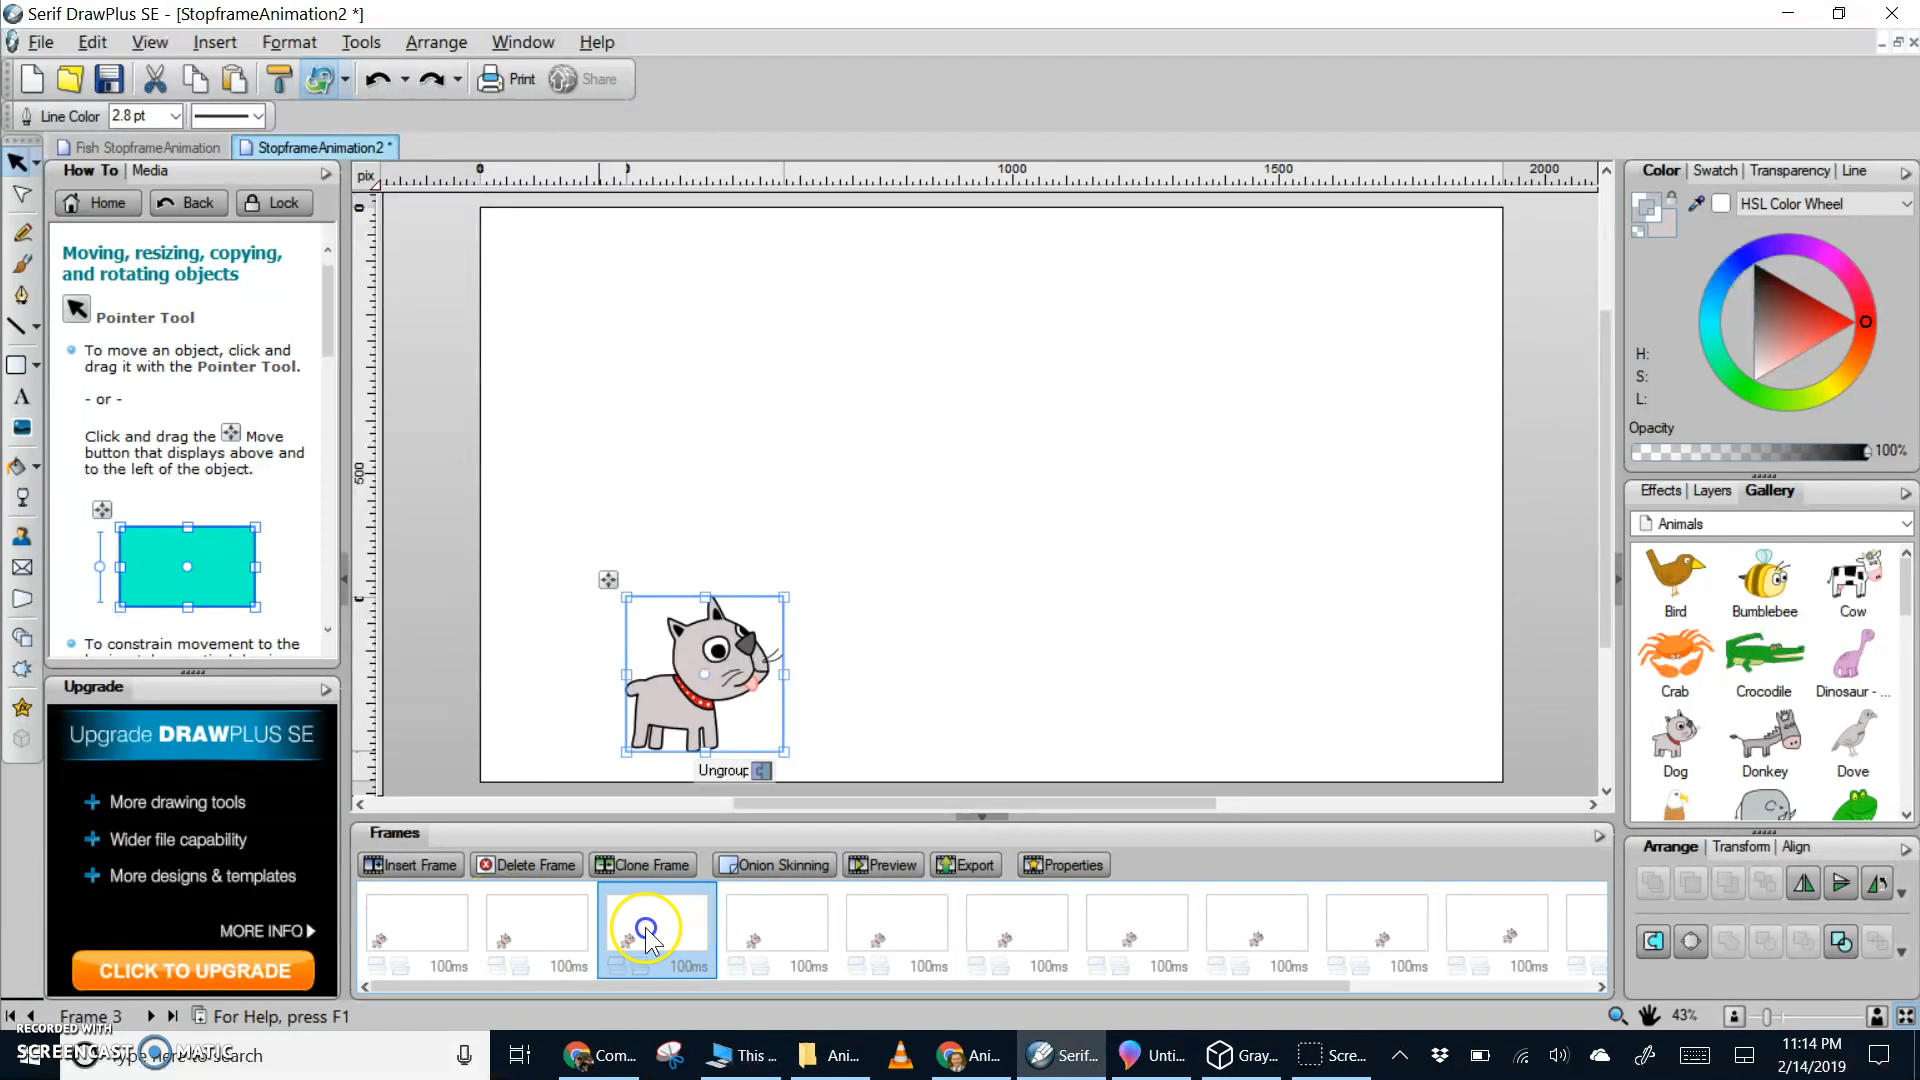 Serif DrawPlus SE - [StopframeAnimation2 *]
File Edit View Insert Format Tools Arrange Window Help
Print Share
Line Color 2.8 pt
Fish StopframeAnimation StopframeAnimation2 *
How To | Media
Home Back Lock
Moving, resizing, copying,
and rotating objects
Pointer Tool
To move an object, click and
drag it with the Pointer Tool.
- or -
Click and drag the Move
button that displays above and
to the left of the object.
To constrain movement to the
Upgrade
Upgrade DRAWPLUS SE
More drawing tools
Wider file capability
More designs & templates
MORE INFO
CLICK TO UPGRADE
pix 0 1000 1500 2000
0
500
Ungroup
Frames
Insert Frame Delete Frame Clone Frame Onion Skinning Preview Export Properties
100ms 100ms 100ms 100ms 100ms 100ms 100ms 100ms 100ms 100ms
Color Swatch | Transparency | Line
HSL Color Wheel
H:
S:
L:
Opacity
100%
Effects | Layers Gallery
Animals
Bird Bumblebee Cow
Crab Crocodile Dinosaur - ...
Dog Donkey Dove
Arrange Transform | Align
Frame 3 For Help, press F1 43%
RECORDED WITH
SCREENCAST MATIC
Type here to search
Com... This ... Ani... Ani... Serif... Unti... Gray... Scre...
11:14 PM
2/14/2019